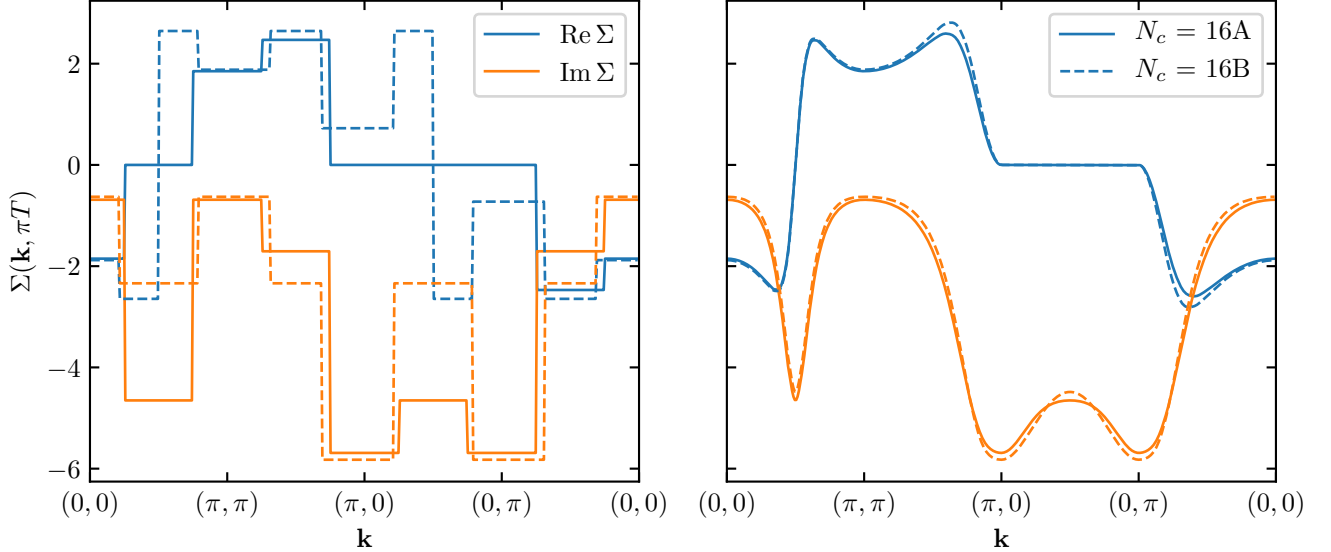 Re Σ
Im Σ
N_c = 16A
N_c = 16B
Σ(k, πT)
2
0
−2
−4
−6
(0, 0)
(π, π)
(π, 0)
(0, π)
(0, 0)
k
(0, 0)
(π, π)
(π, 0)
(0, π)
(0, 0)
k